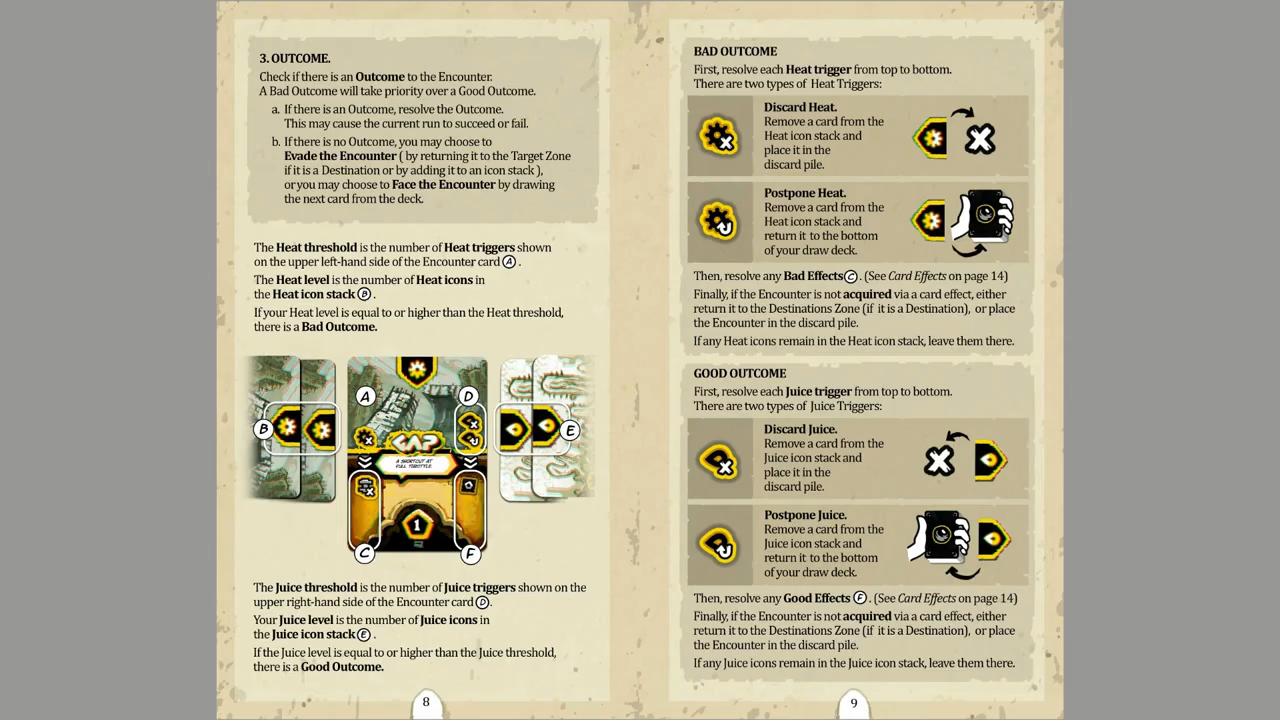 3. OUTCOME.
Check if there is an Outcome to the Encounter.
A Bad Outcome will take priority over a Good Outcome.
a. If there is an Outcome, resolve the Outcome.
This may cause the current run to succeed or fail.
b. If there is no Outcome, you may choose to
Evade the Encounter ( by returning it to the Target Zone
if it is a Destination or by adding it to an icon stack ),
or you may choose to Face the Encounter by drawing
the next card from the deck.
The Heat threshold is the number of Heat triggers shown
on the upper left-hand side of the Encounter card A .
The Heat level is the number of Heat icons in
the Heat icon stack B .
If your Heat level is equal to or higher than the Heat threshold,
there is a Bad Outcome.
A
D
B
E
GAP
A SHORTCUT AT
FULL THROTTLE.
1
C
F
The Juice threshold is the number of Juice triggers shown on the
upper right-hand side of the Encounter card D.
Your Juice level is the number of Juice icons in
the Juice icon stack E .
If the Juice level is equal to or higher than the Juice threshold,
there is a Good Outcome.
8
BAD OUTCOME
First, resolve each Heat trigger from top to bottom.
There are two types of Heat Triggers:
Discard Heat.
Remove a card from the
Heat icon stack and
place it in the
discard pile.
Postpone Heat.
Remove a card from the
Heat icon stack and
return it to the bottom
of your draw deck.
Then, resolve any Bad Effects C . (See Card Effects on page 14)
Finally, if the Encounter is not acquired via a card effect, either
return it to the Destinations Zone (if it is a Destination), or place
the Encounter in the discard pile.
If any Heat icons remain in the Heat icon stack, leave them there.
GOOD OUTCOME
First, resolve each Juice trigger from top to bottom.
There are two types of Juice Triggers:
Discard Juice.
Remove a card from the
Juice icon stack and
place it in the
discard pile.
Postpone Juice.
Remove a card from the
Juice icon stack and
return it to the bottom
of your draw deck.
Then, resolve any Good Effects F . (See Card Effects on page 14)
Finally, if the Encounter is not acquired via a card effect, either
return it to the Destinations Zone (if it is a Destination), or place
the Encounter in the discard pile.
If any Juice icons remain in the Juice icon stack, leave them there.
9